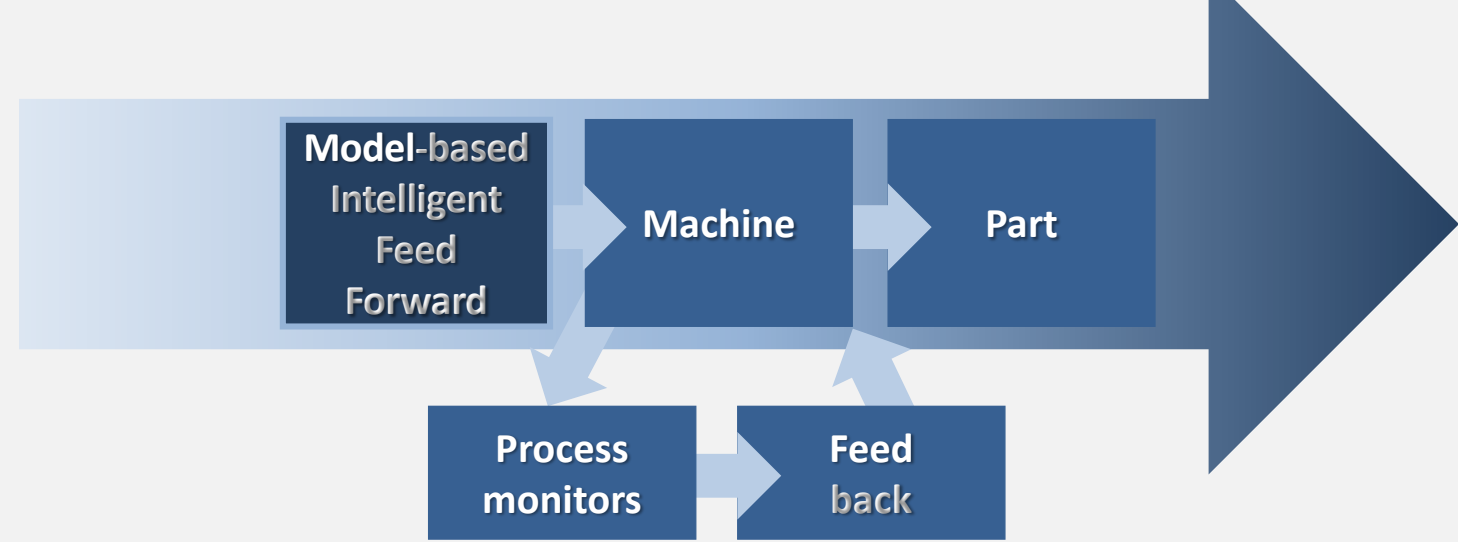 Model-based
Intelligent
Feed
Forward
Machine
Part
Process
monitors
Feed
back